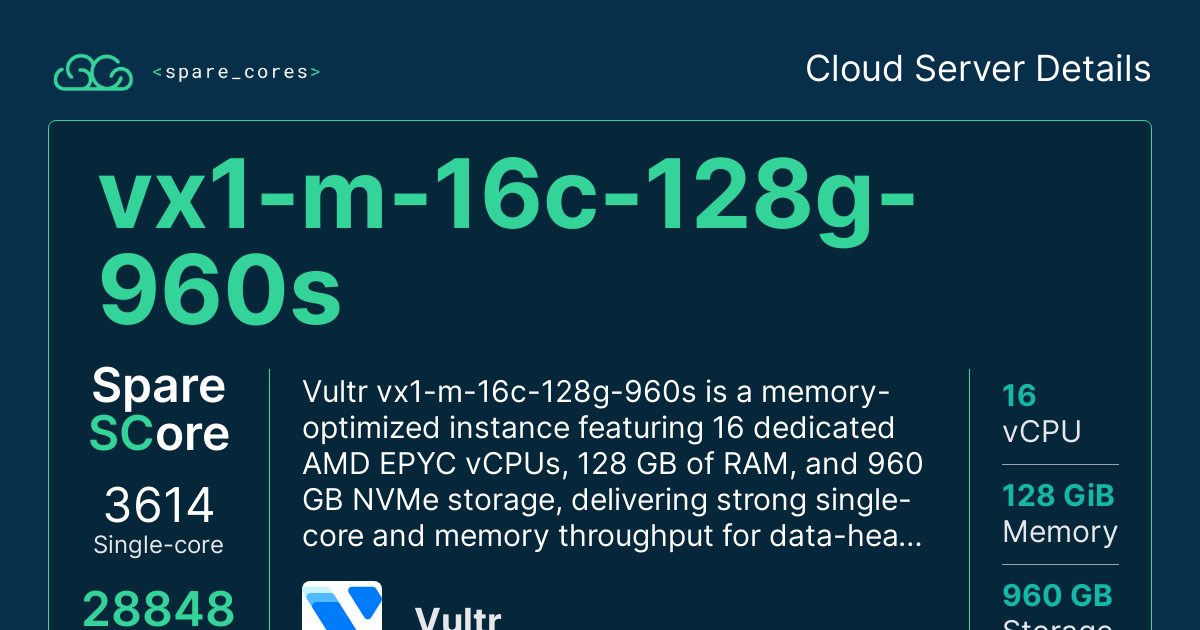 <spare_cores>
Cloud Server Details
vx1-m-16c-128g-
960s
Spare
SCore
3614
Single-core
28848
Vultr vx1-m-16c-128g-960s is a memory-
optimized instance featuring 16 dedicated
AMD EPYC vCPUs, 128 GB of RAM, and 960
GB NVMe storage, delivering strong single-
core and memory throughput for data-hea...
Vultr
16
vCPU
128 GiB
Memory
960 GB
Storage